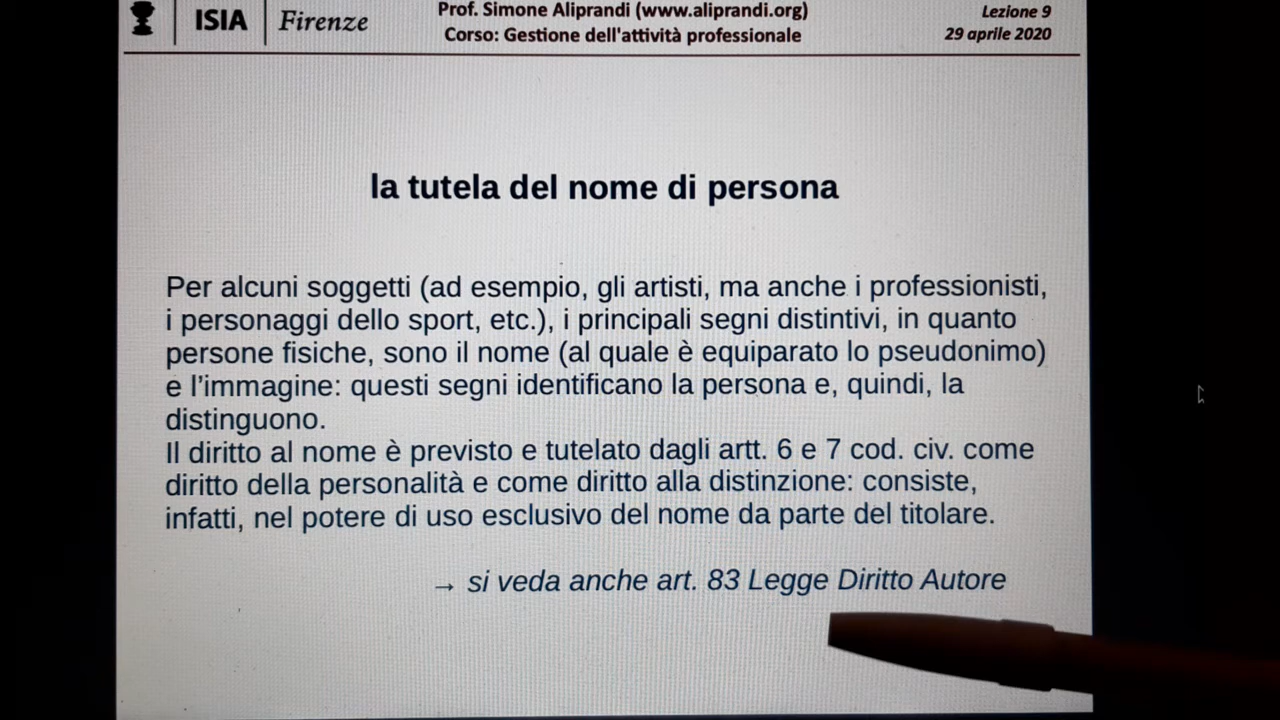 ISIA Firenze
Prof. Simone Aliprandi (www.aliprandi.org)
Corso: Gestione dell'attività professionale
Lezione 9
29 aprile 2020
la tutela del nome di persona
Per alcuni soggetti (ad esempio, gli artisti, ma anche i professionisti,
i personaggi dello sport, etc.), i principali segni distintivi, in quanto
persone fisiche, sono il nome (al quale è equiparato lo pseudonimo)
e l’immagine: questi segni identificano la persona e, quindi, la
distinguono.
Il diritto al nome è previsto e tutelato dagli artt. 6 e 7 cod. civ. come
diritto della personalità e come diritto alla distinzione: consiste,
infatti, nel potere di uso esclusivo del nome da parte del titolare.
→ si veda anche art. 83 Legge Diritto Autore